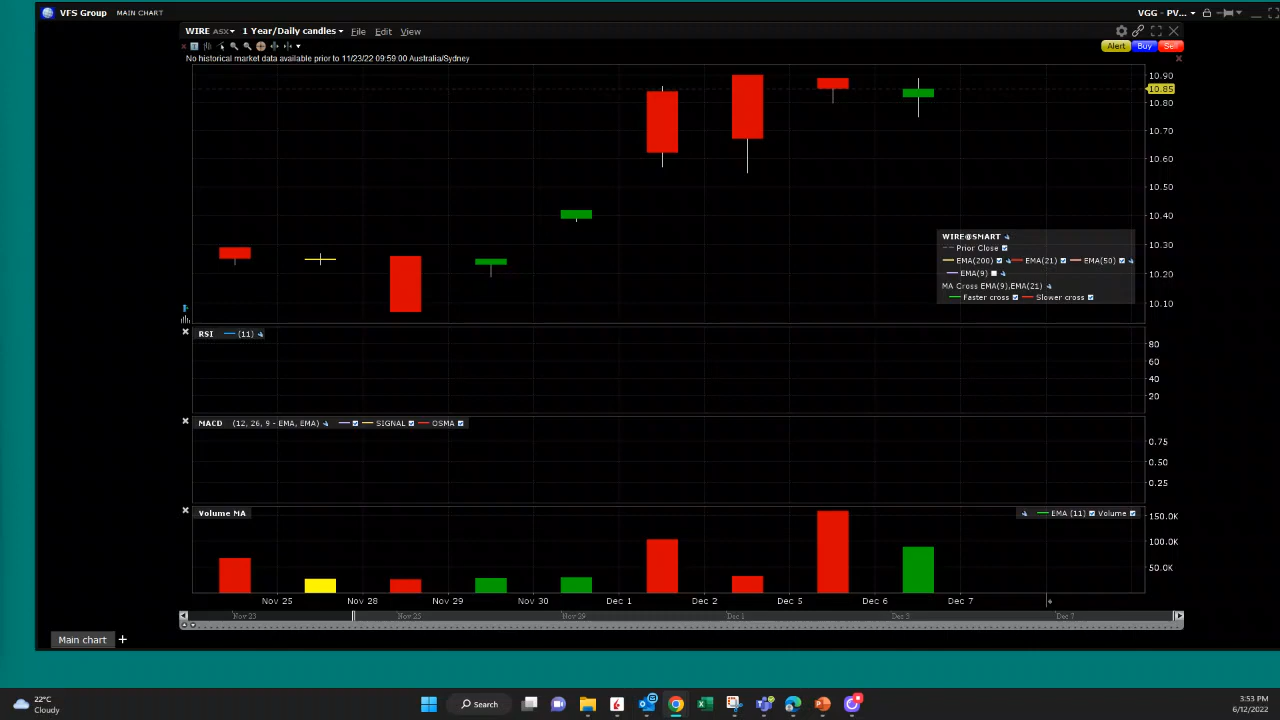 VFS Group MAIN CHART VGG - PV...
WIRE ASX 1 Year/Daily candles File Edit View
Alert Buy Sell
No historical market data available prior to 11/23/22 09:59:00 Australia/Sydney
10.90
10.85
10.80
10.70
10.60
10.50
10.40
10.30
10.20
10.10
WIRE@SMART
Prior Close
EMA(200) EMA(21) EMA(50)
EMA(9)
MA Cross EMA(9),EMA(21)
Faster cross Slower cross
RSI (11)
80
60
40
20
MACD (12, 26, 9 - EMA, EMA) SIGNAL OSMA
0.75
0.50
0.25
Volume MA EMA (11) Volume
150.0K
100.0K
50.0K
Nov 25 Nov 28 Nov 29 Nov 30 Dec 1 Dec 2 Dec 5 Dec 6 Dec 7
Nov 23 Nov25 Nov29 Dec1 Dec5 Dec7
Main chart +
22°C
Cloudy
Search
3:53 PM
6/12/2022